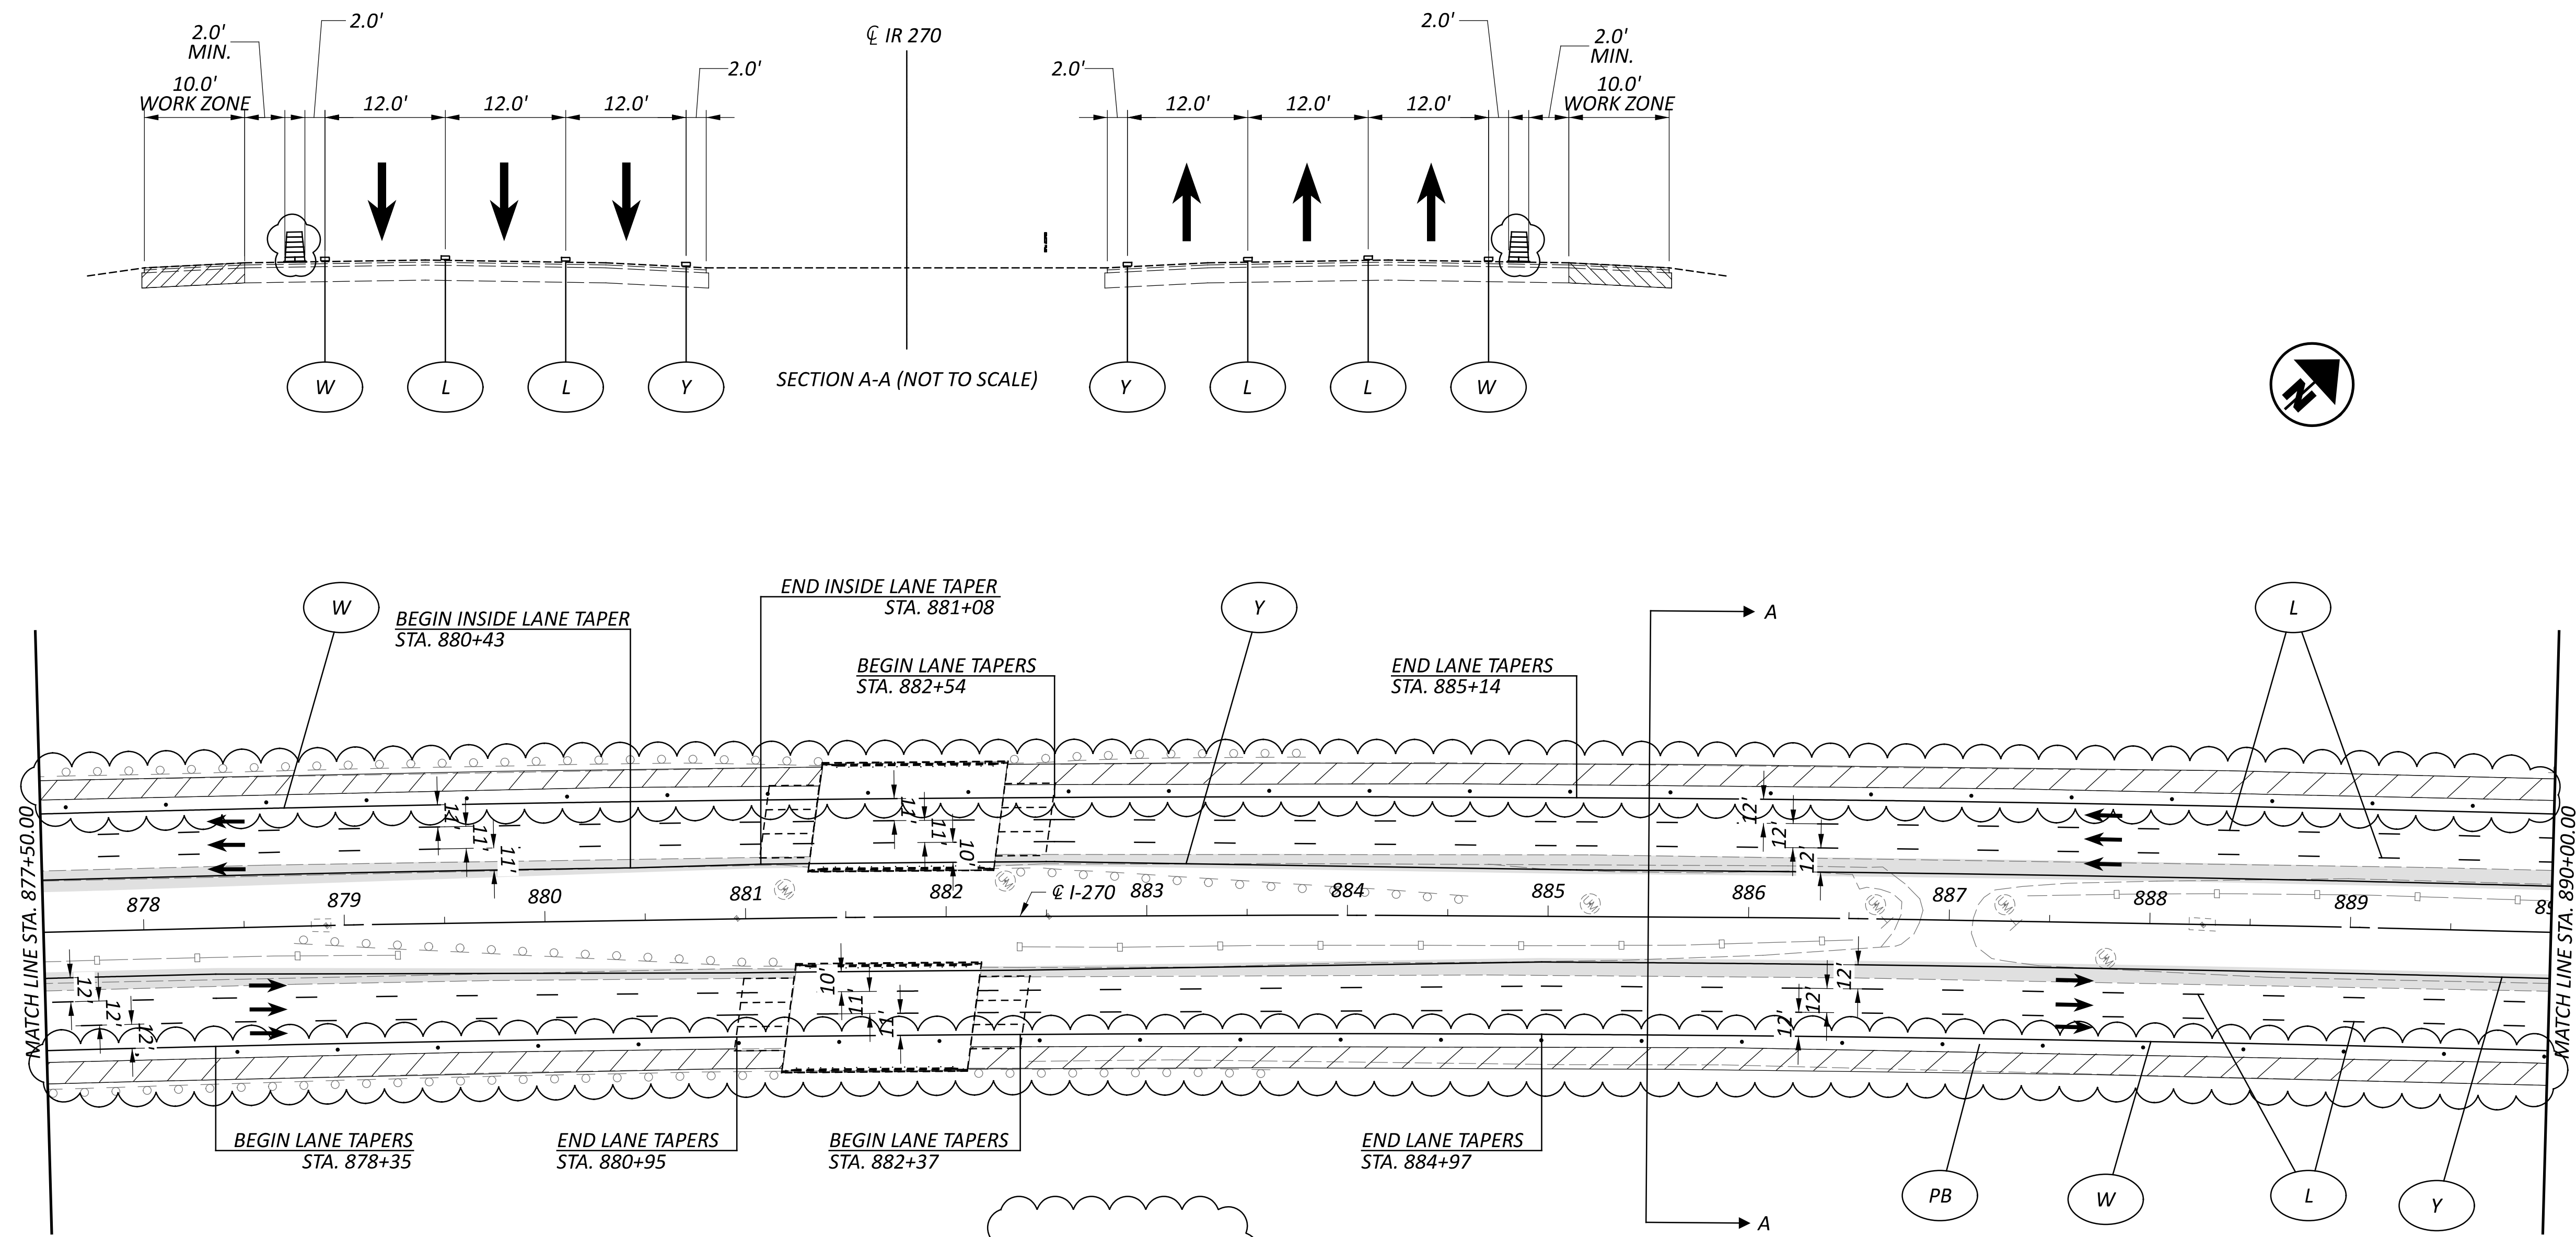 2.0'
2.0'
MIN.
10.0'
WORK ZONE
12.0'
12.0'
12.0'
2.0'
℄ IR 270
2.0'
12.0'
12.0'
12.0'
2.0'
2.0'
MIN.
10.0'
WORK ZONE
W
L
L
Y
SECTION A-A (NOT TO SCALE)
Y
L
L
W
N
W
BEGIN INSIDE LANE TAPER
STA. 880+43
END INSIDE LANE TAPER
STA. 881+08
BEGIN LANE TAPERS
STA. 882+54
Y
END LANE TAPERS
STA. 885+14
A
L
MATCH LINE STA. 877+50.00
11'
11'
11'
11'
11'
10'
12'
12'
12'
878
879
880
881
882
℄ I-270
883
884
885
886
887
888
889
MATCH LINE STA. 890+00.00
12'
12'
12'
10'
11'
11'
12'
12'
12'
BEGIN LANE TAPERS
STA. 878+35
END LANE TAPERS
STA. 880+95
BEGIN LANE TAPERS
STA. 882+37
END LANE TAPERS
STA. 884+97
A
PB
W
L
Y